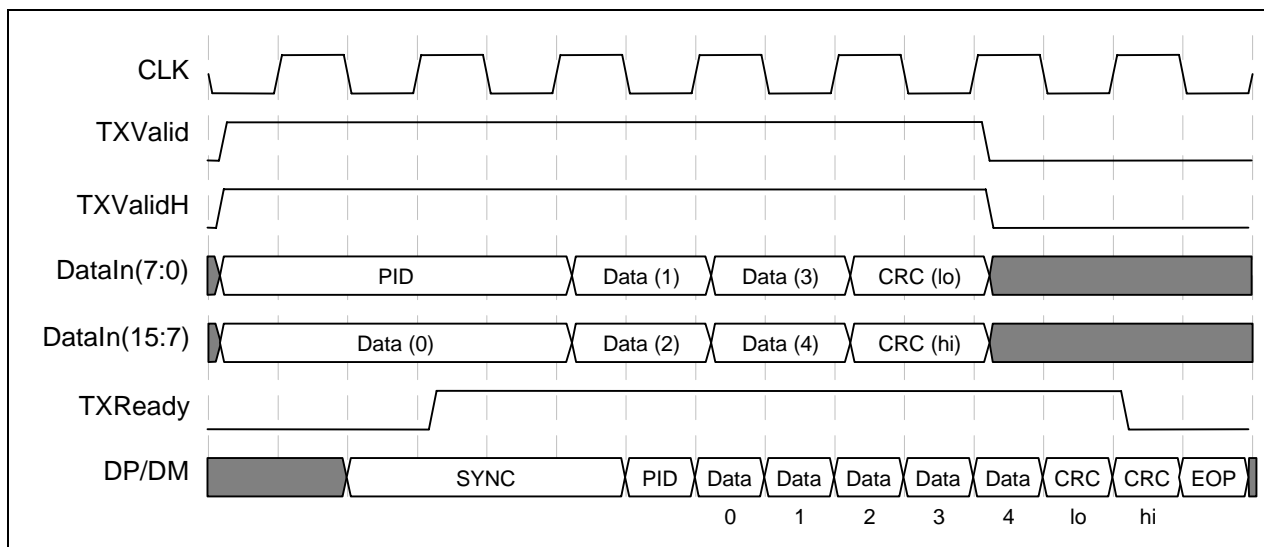 CLK
TXValid
TXValidH
DataIn(7:0) PID Data (1) Data (3) CRC (lo)
DataIn(15:7) Data (0) Data (2) Data (4) CRC (hi)
TXReady
DP/DM SYNC PID Data Data Data Data Data CRC CRC EOP
0 1 2 3 4 lo hi